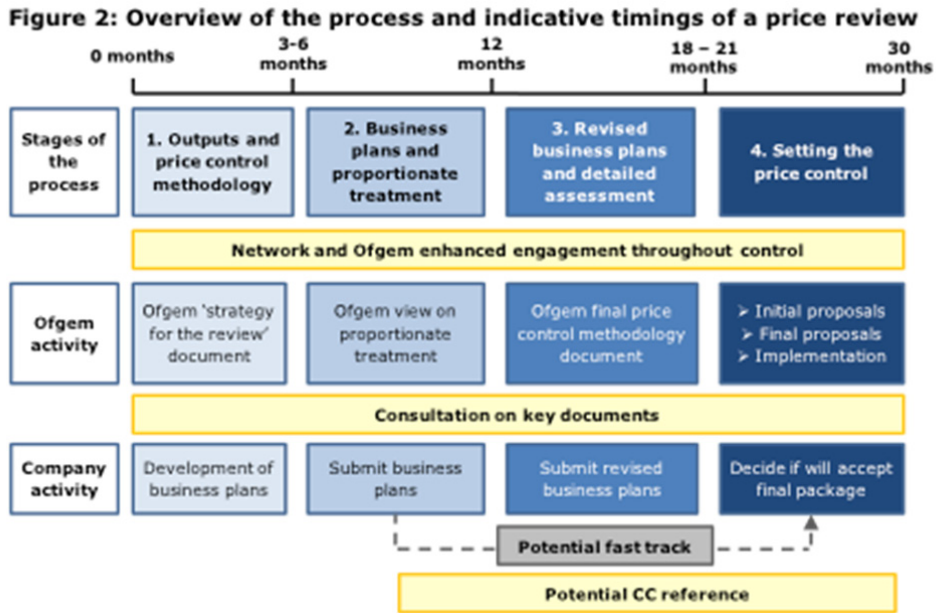 Figure 2: Overview of the process and indicative timings of a price review
0 months
3-6
months
12
months
18 – 21
months
30
months
Stages of
the
process
1. Outputs and
price control
methodology
2. Business
plans and
proportionate
treatment
3. Revised
business plans
and detailed
assessment
4. Setting the
price control
Network and Ofgem enhanced engagement throughout control
Ofgem
activity
Ofgem 'strategy
for the review'
document
Ofgem view on
proportionate
treatment
Ofgem final price
control methodology
document
➢ Initial proposals
➢ Final proposals
➢ Implementation
Consultation on key documents
Company
activity
Development of
business plans
Submit business
plans
Submit revised
business plans
Decide if will accept
final package
Potential fast track
Potential CC reference